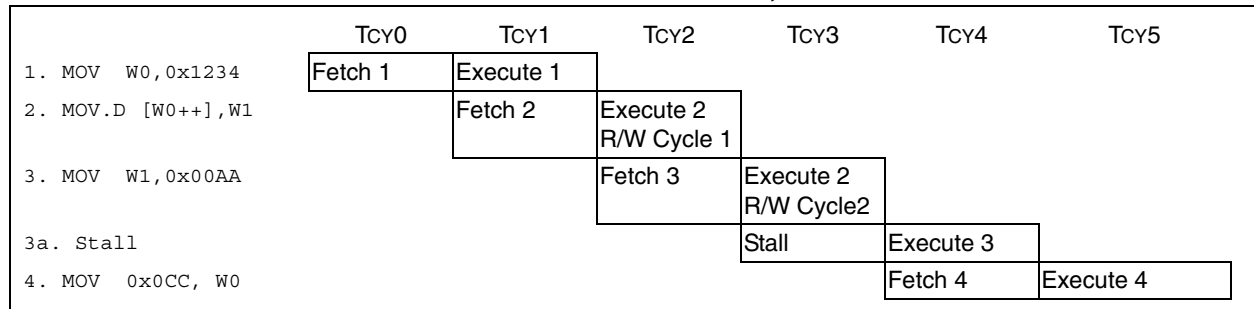 TCY0 TCY1 TCY2 TCY3 TCY4 TCY5
1. MOV W0,0x1234 Fetch 1 Execute 1
2. MOV.D [W0++],W1 Fetch 2 Execute 2
R/W Cycle 1
3. MOV W1,0x00AA Fetch 3 Execute 2
R/W Cycle2
3a. Stall Stall Execute 3
4. MOV 0x0CC, W0 Fetch 4 Execute 4